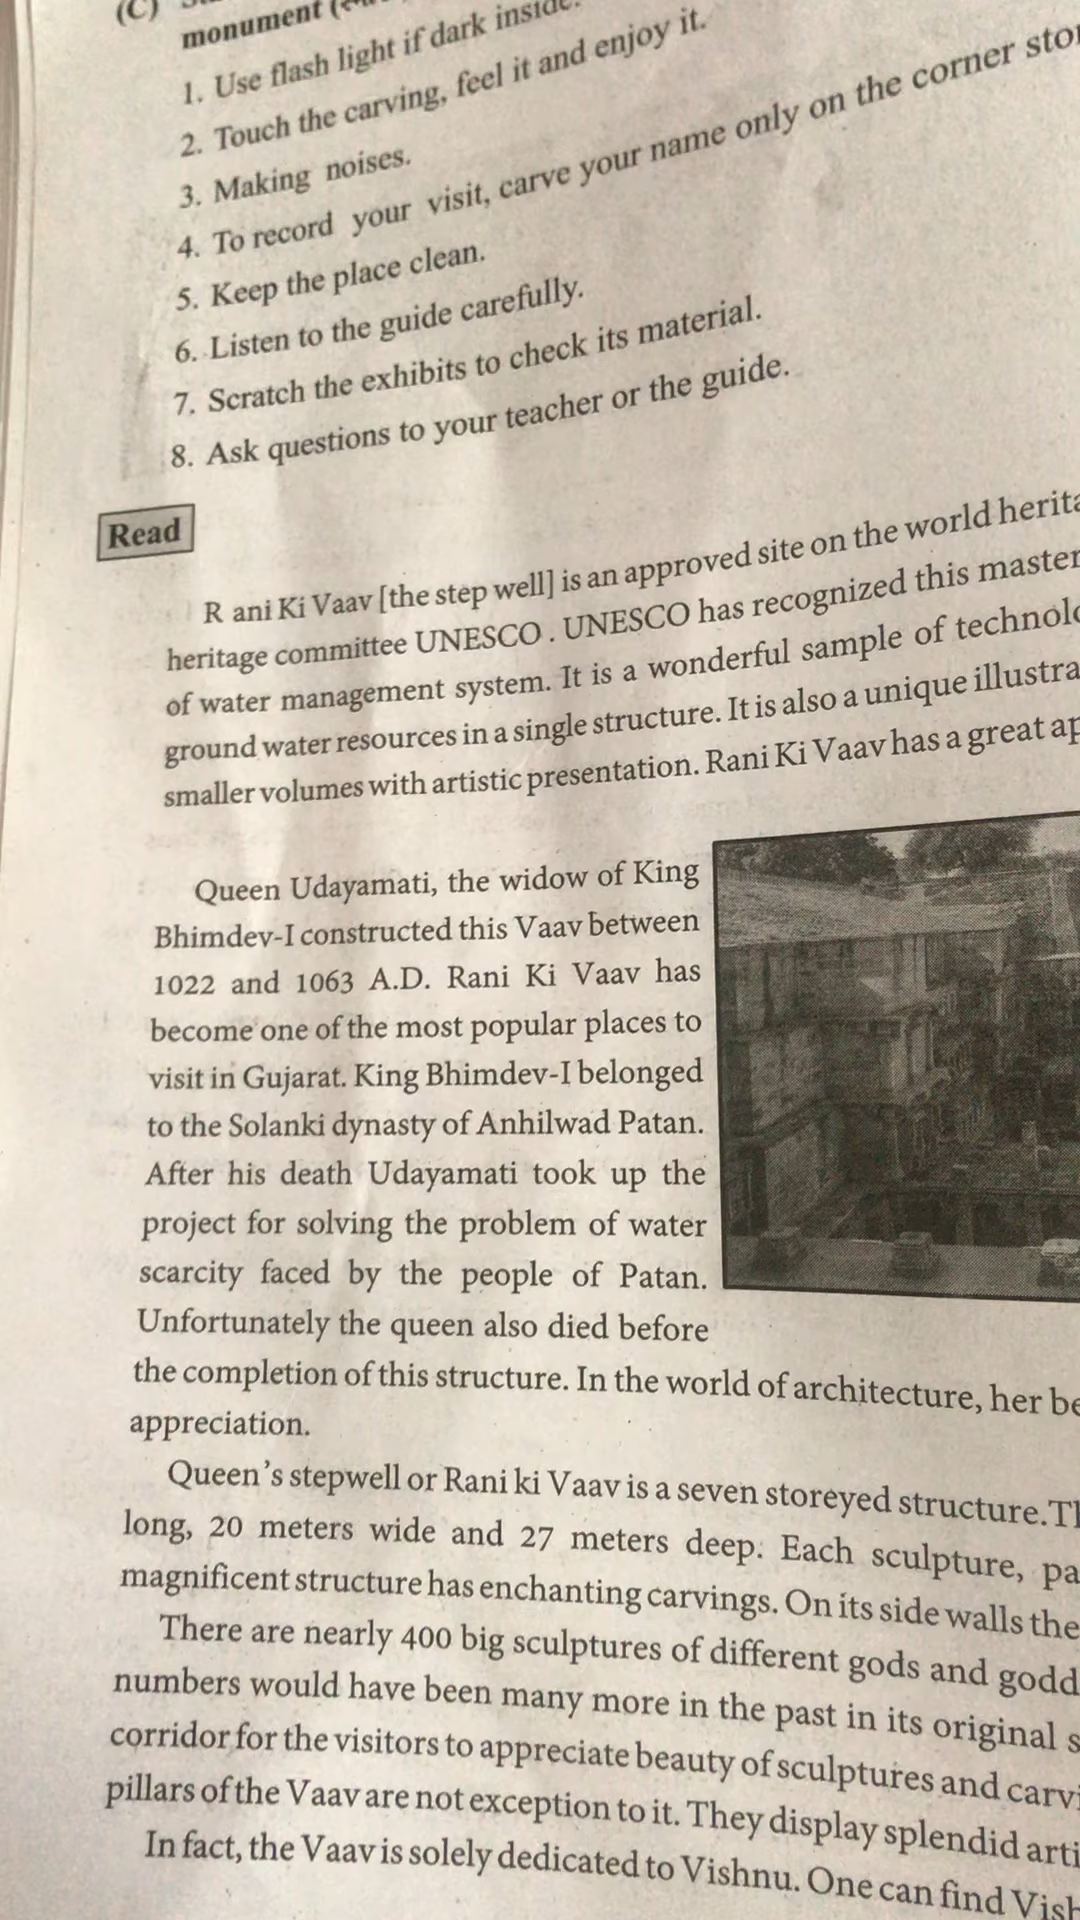 (C)
monument
1. Use flash light if dark inside.
2. Touch the carving, feel it and enjoy it.
3. Making noises.
4. To record your visit, carve your name only on the corner
5. Keep the place clean.
6. Listen to the guide carefully.
7. Scratch the exhibits to check its material.
8. Ask questions to your teacher or the guide.
Read
R ani Ki Vaav [the step well] is an approved site on the world
heritage committee UNESCO . UNESCO has recognized this
of water management system. It is a wonderful sample of
ground water resources in a single structure. It is also a unique
smaller volumes with artistic presentation. Rani Ki Vaav has a great
Queen Udayamati, the widow of King
Bhimdev-I constructed this Vaav between
1022 and 1063 A.D. Rani Ki Vaav has
become one of the most popular places to
visit in Gujarat. King Bhimdev-I belonged
to the Solanki dynasty of Anhilwad Patan.
After his death Udayamati took up the
project for solving the problem of water
scarcity faced by the people of Patan.
Unfortunately the queen also died before
the completion of this structure. In the world of architecture, her
appreciation.
Queen's stepwell or Rani ki Vaav is a seven storeyed structure.
long, 20 meters wide and 27 meters deep. Each sculpture,
magnificent structure has enchanting carvings. On its side walls the
There are nearly 400 big sculptures of different gods and
numbers would have been many more in the past in its original
corridor for the visitors to appreciate beauty of sculptures and
pillars of the Vaav are not exception to it. They display splendid
In fact, the Vaav is solely dedicated to Vishnu. One can find